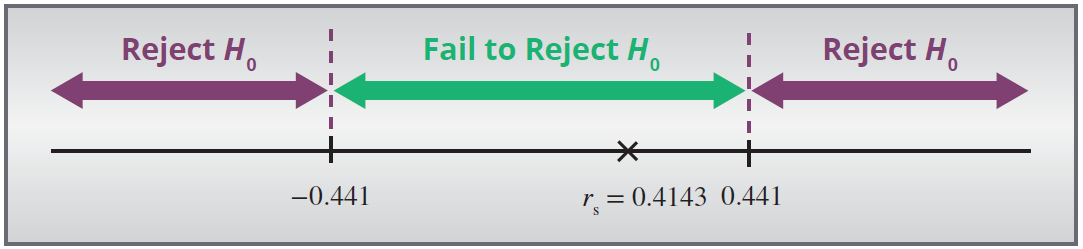 Reject H₀ Fail to Reject H₀ Reject H₀
−0.441 rₛ = 0.4143 0.441